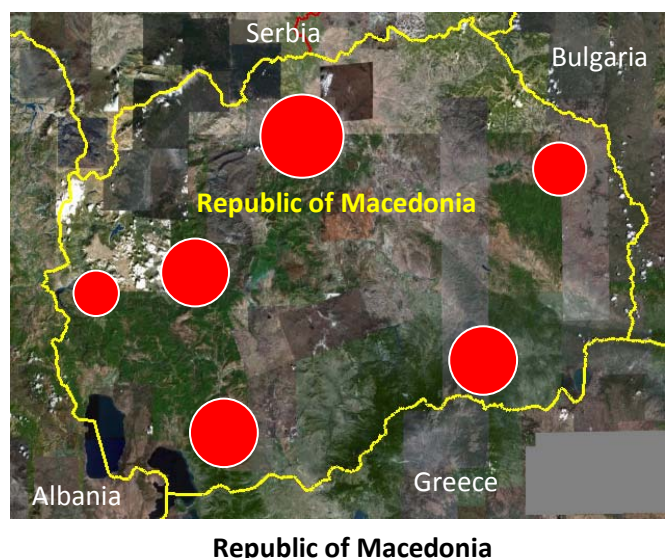 Serbia
Bulgaria
Republic of Macedonia
Albania
Greece
Republic of Macedonia